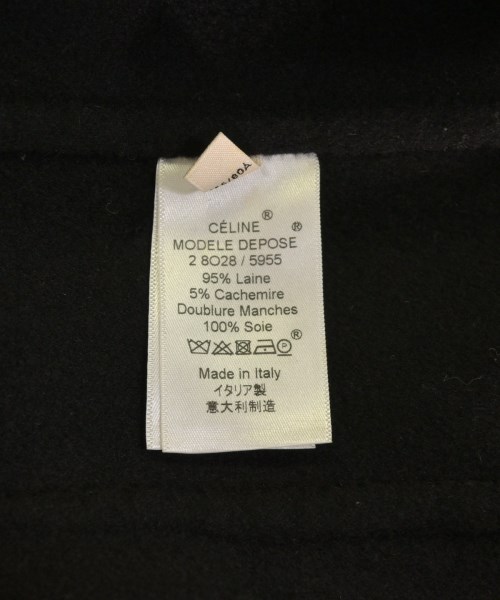 CÉLINE® ®
MODELE DEPOSE
2 8O28 / 5955
95% Laine
5% Cachemire
Doublure Manches
100% Soie ®
P
Made in Italy
イタリア製
意大利制造